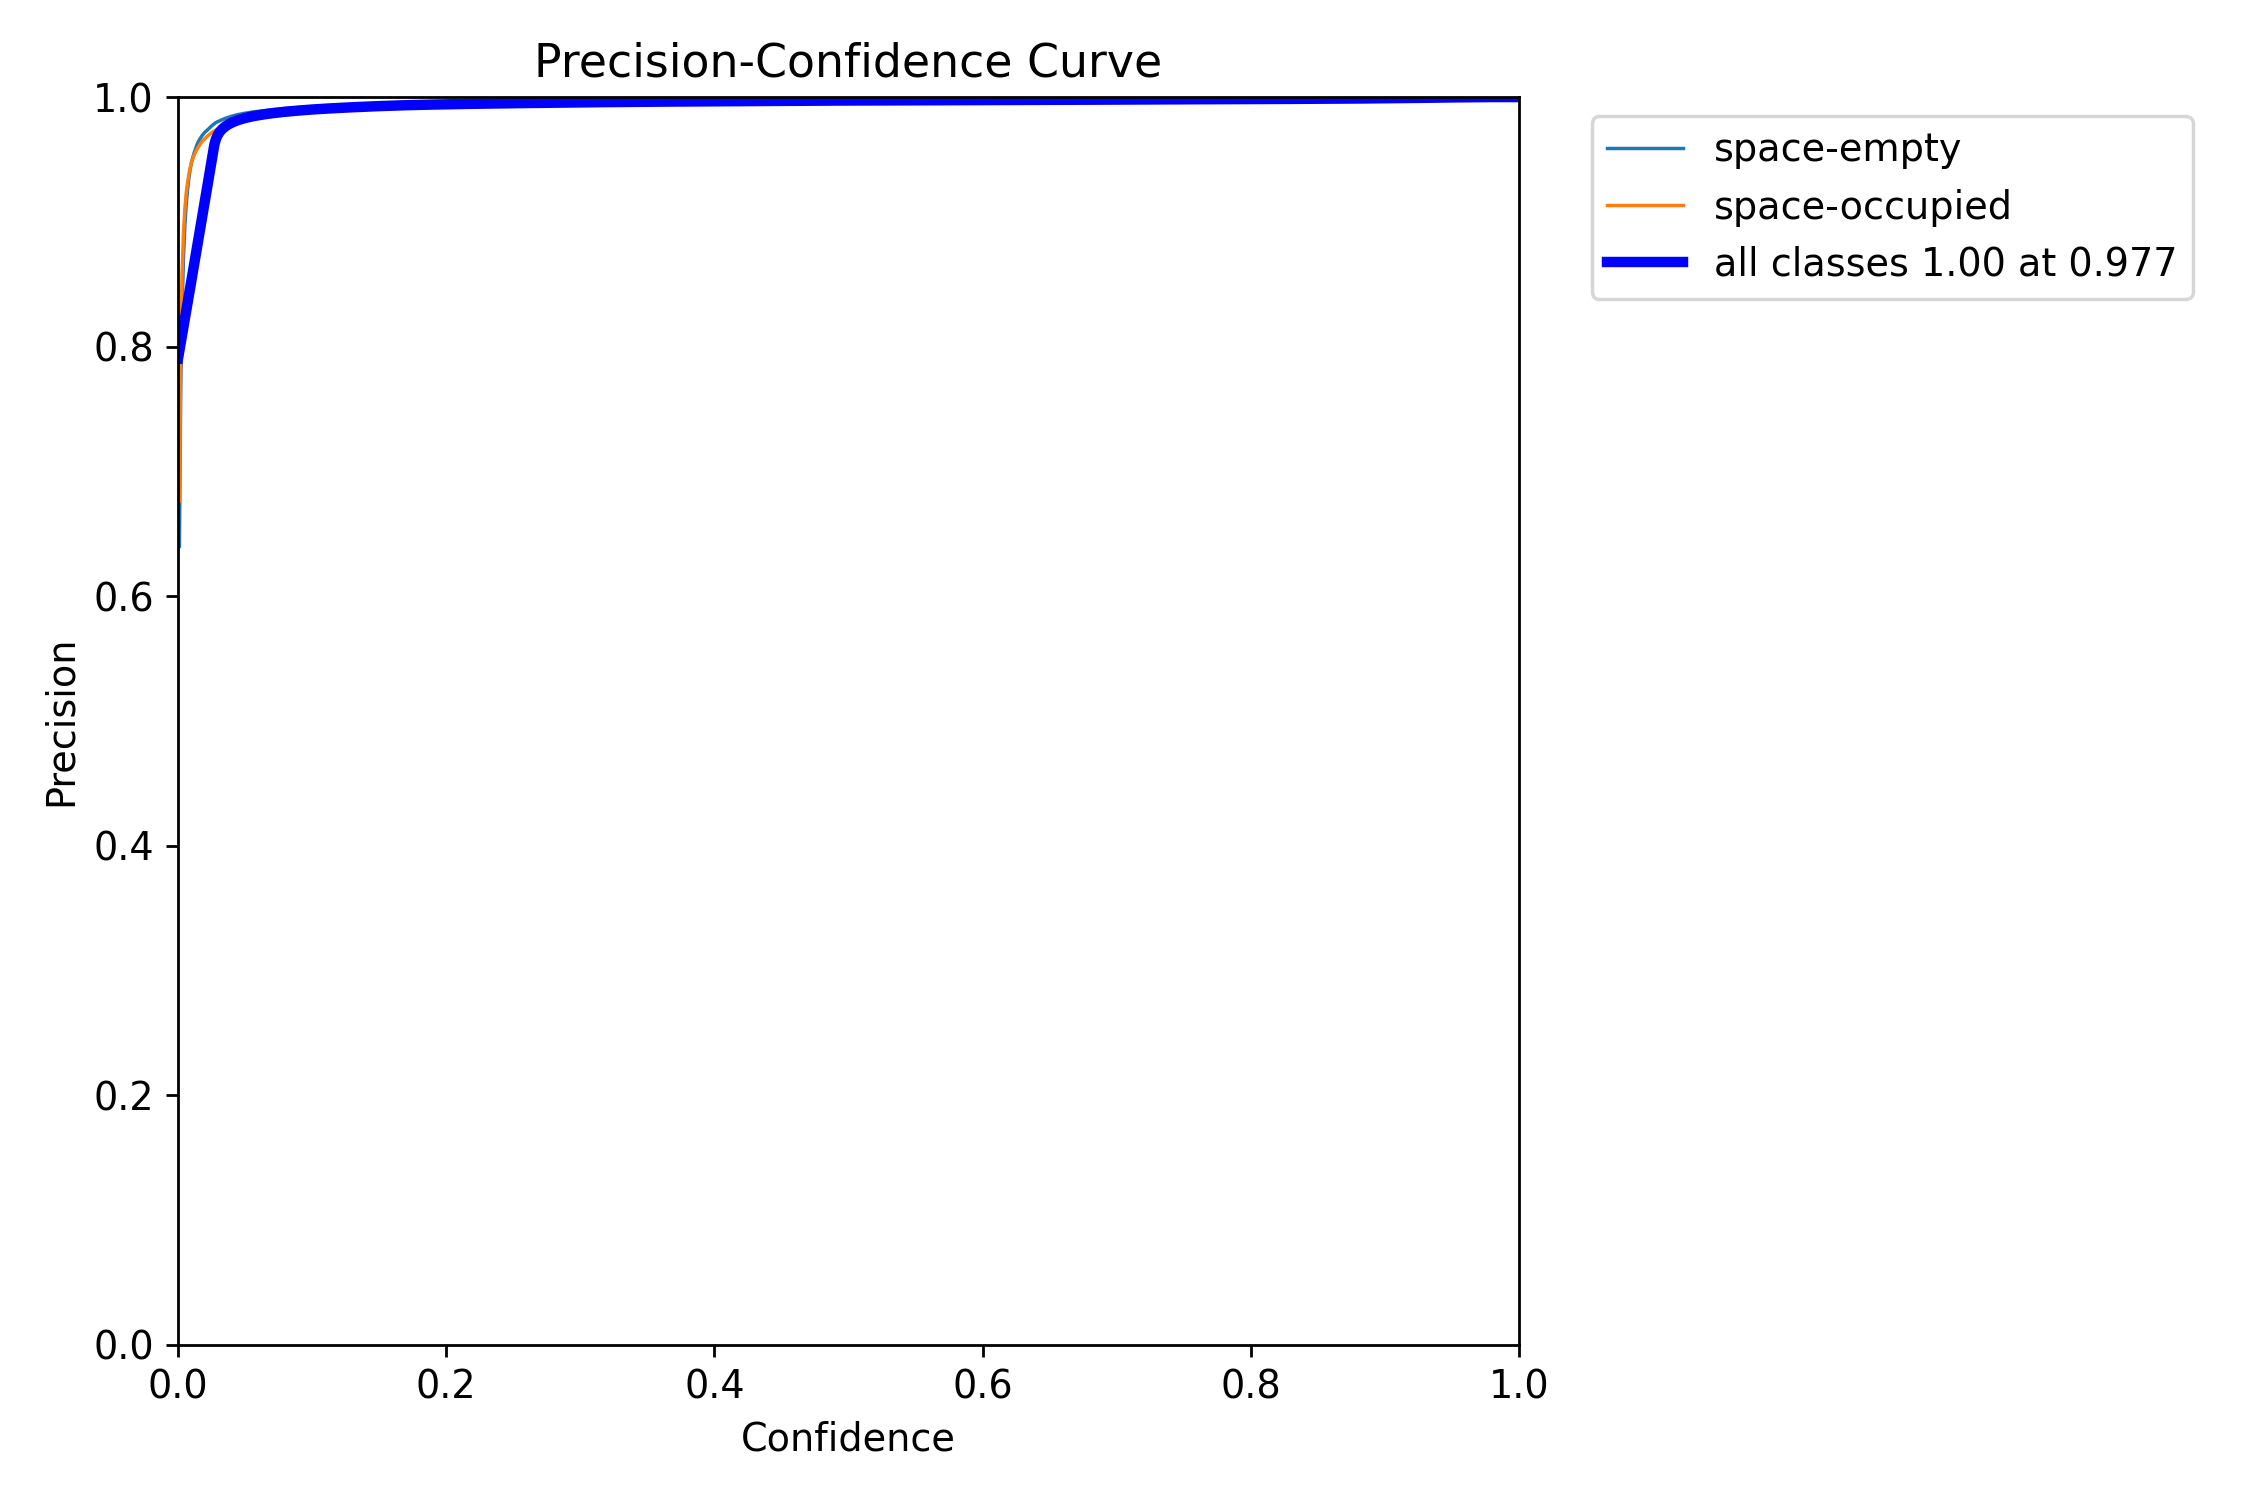 Precision-Confidence Curve
1.0
0.8
0.6
0.4
0.2
0.0
Precision
0.0 0.2 0.4 0.6 0.8 1.0
Confidence
space-empty
space-occupied
all classes 1.00 at 0.977